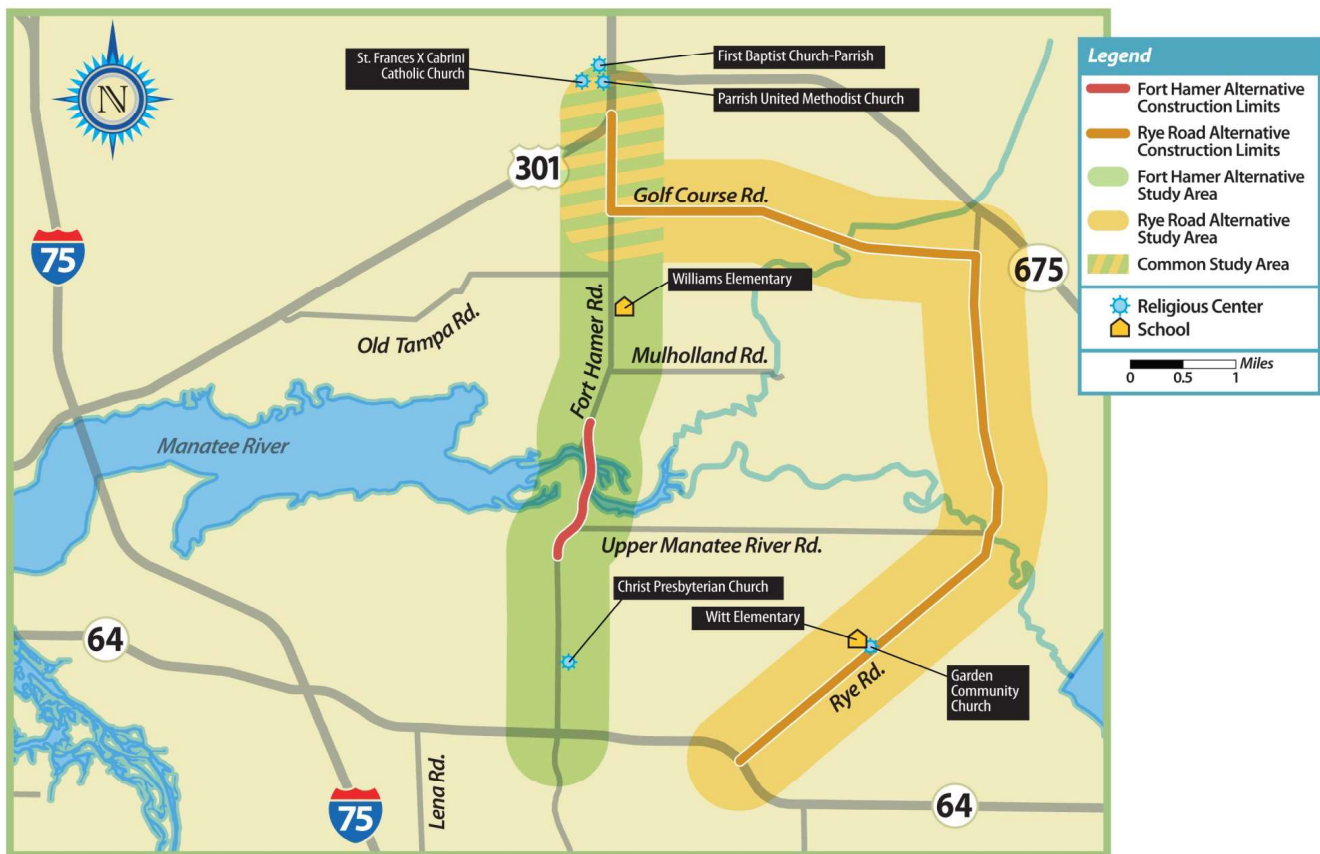 N
St. Frances X Cabrini
Catholic Church
First Baptist Church-Parrish
Parrish United Methodist Church
301
Golf Course Rd.
75
675
Williams Elementary
Old Tampa Rd.
Fort Hamer Rd.
Mulholland Rd.
Manatee River
Upper Manatee River Rd.
Christ Presbyterian Church
Witt Elementary
64
Rye Rd.
Garden
Community
Church
Lena Rd.
75
64
Legend
Fort Hamer Alternative
Construction Limits
Rye Road Alternative
Construction Limits
Fort Hamer Alternative
Study Area
Rye Road Alternative
Study Area
Common Study Area
Religious Center
School
Miles
0 0.5 1